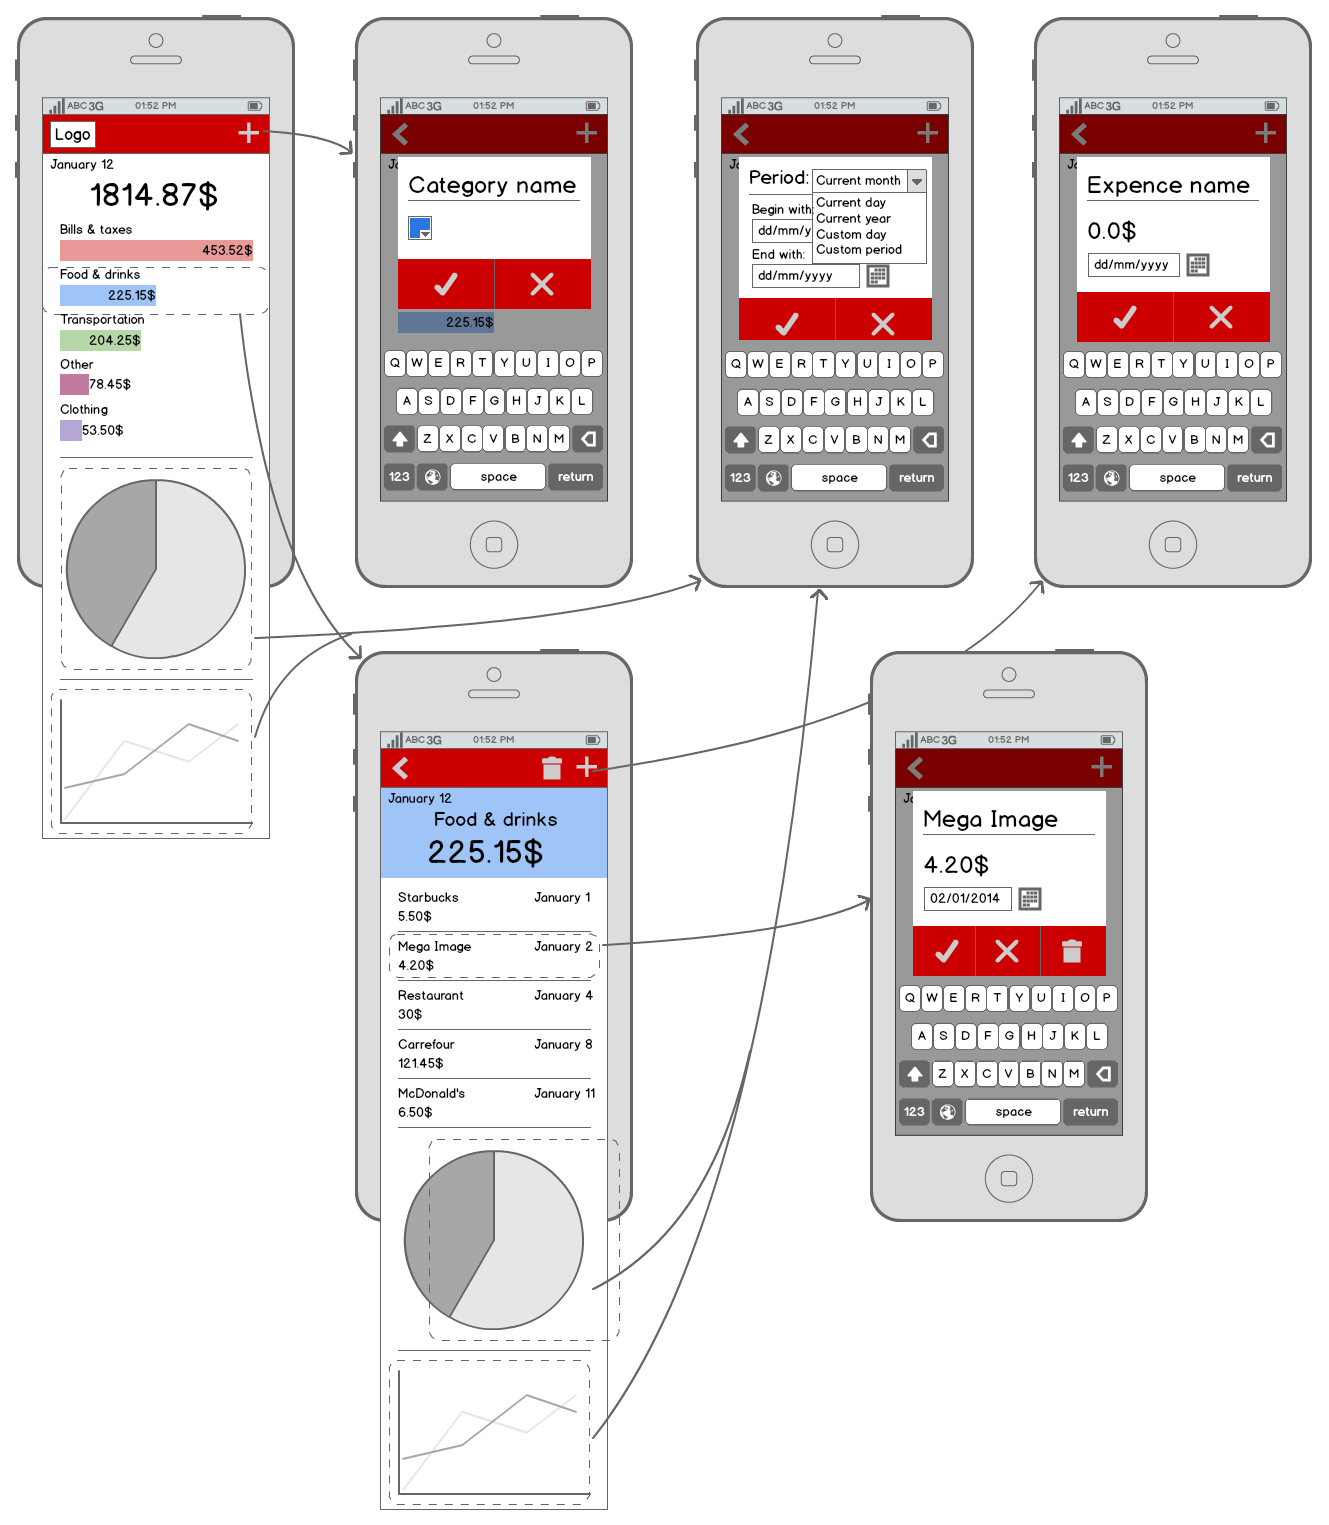 ABC 3G 01:52 PM
Logo
January 12
1814.87$
Bills & taxes
453.52$
Food & drinks
225.15$
Transportation
204.25$
Other
78.45$
Clothing
53.50$
ABC 3G 01:52 PM
Ja
Category name
225.15$
Q W E R T Y U I O P
A S D F G H J K L
Z X C V B N M
123 space return
ABC 3G 01:52 PM
Ja
Period: Current month
Current day
Current year
Custom day
Custom period
Begin with:
dd/mm/y
End with:
dd/mm/yyyy
Q W E R T Y U I O P
A S D F G H J K L
Z X C V B N M
123 space return
ABC 3G 01:52 PM
Ja
Expence name
0.0$
dd/mm/yyyy
Q W E R T Y U I O P
A S D F G H J K L
Z X C V B N M
123 space return
ABC 3G 01:52 PM
January 12
Food & drinks
225.15$
Starbucks January 1
5.50$
Mega Image January 2
4.20$
Restaurant January 4
30$
Carrefour January 8
121.45$
McDonald's January 11
6.50$
ABC 3G 01:52 PM
Ja
Mega Image
4.20$
02/01/2014
Q W E R T Y U I O P
A S D F G H J K L
Z X C V B N M
123 space return